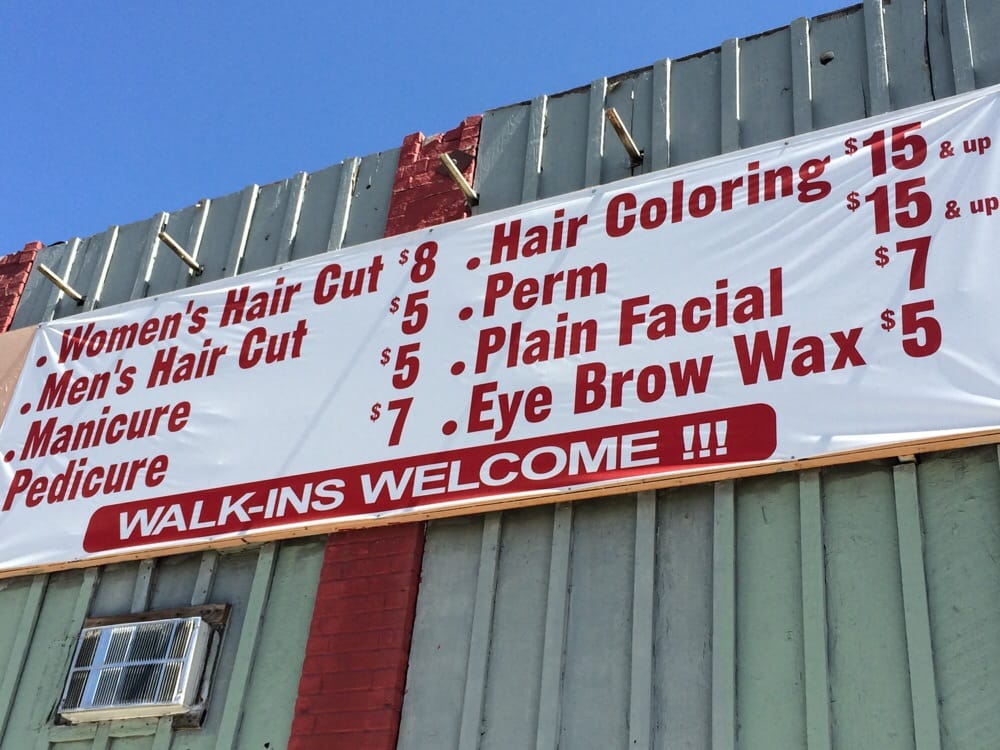 • Women's Hair Cut $8
• Men's Hair Cut $5
• Manicure $5
Pedicure $7
• Hair Coloring $15 & up
• Perm $15 & up
• Plain Facial $7
• Eye Brow Wax $5
WALK-INS WELCOME !!!